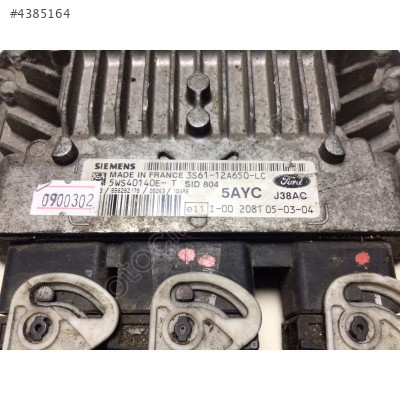 #4385164
SIEMENS
MADE IN FRANCE 3S61-12A650-LC
5WS40140E- T SID 804
5AYC
Ford
J38AC
e11 I-00 2081 05-03-04
0900302